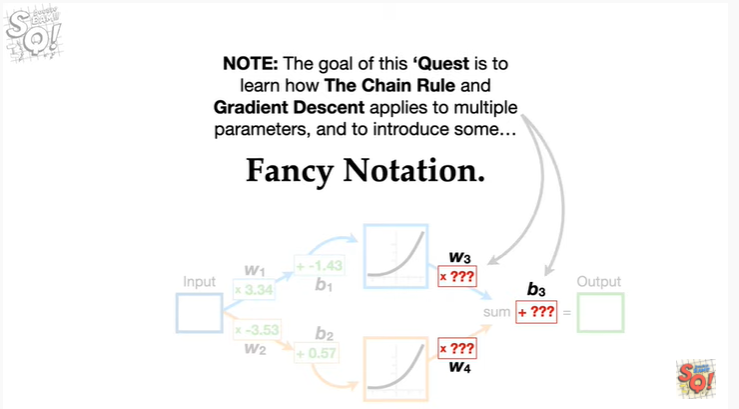 NOTE: The goal of this ‘Quest is to
learn how The Chain Rule and
Gradient Descent applies to multiple
parameters, and to introduce some…
Fancy Notation.
Input
W1
x 3.34
+ -1.43
b1
W3
x ???
b3
sum
+ ???
=
Output
x -3.53
W2
b2
+ 0.57
x ???
W4
SQ!